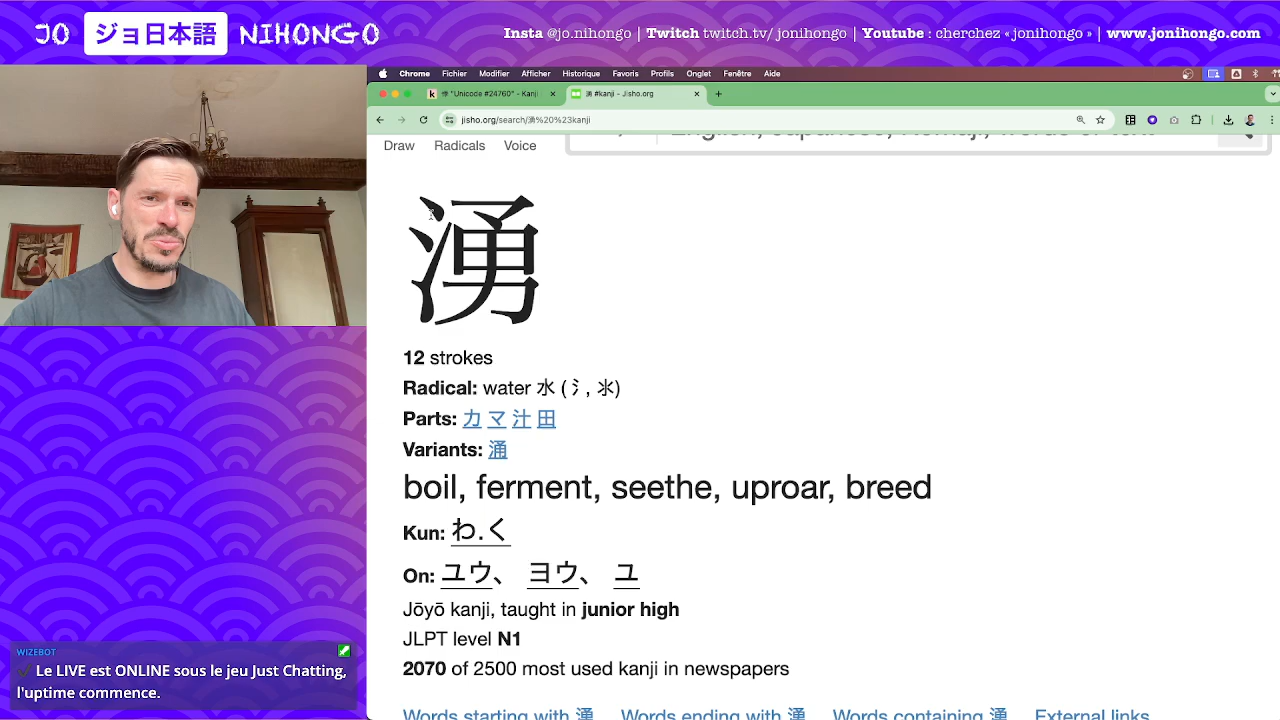 JO ジョ日本語 NIHONGO
Insta @jo.nihongo | Twitch twitch.tv/ jonihongo | Youtube : cherchez « jonihongo » | www.jonihongo.com
Chrome Fichier Modifier Afficher Historique Favoris Profils Onglet Fenêtre Aide
"Unicode #24760" - Kanji
湧 #kanji - Jisho.org
jisho.org/search/湧%20%23kanji
Draw Radicals Voice
湧
12 strokes
Radical: water 水 (氵, 氺)
Parts: 力 マ 汁 田
Variants: 涌
boil, ferment, seethe, uproar, breed
Kun: わ.く
On: ユウ、 ヨウ、 ユ
Jōyō kanji, taught in junior high
JLPT level N1
2070 of 2500 most used kanji in newspapers
Words starting with 湧 Words ending with 湧 Words containing 湧 External links
WIZEBOT
✓ Le LIVE est ONLINE sous le jeu Just Chatting,
l'uptime commence.